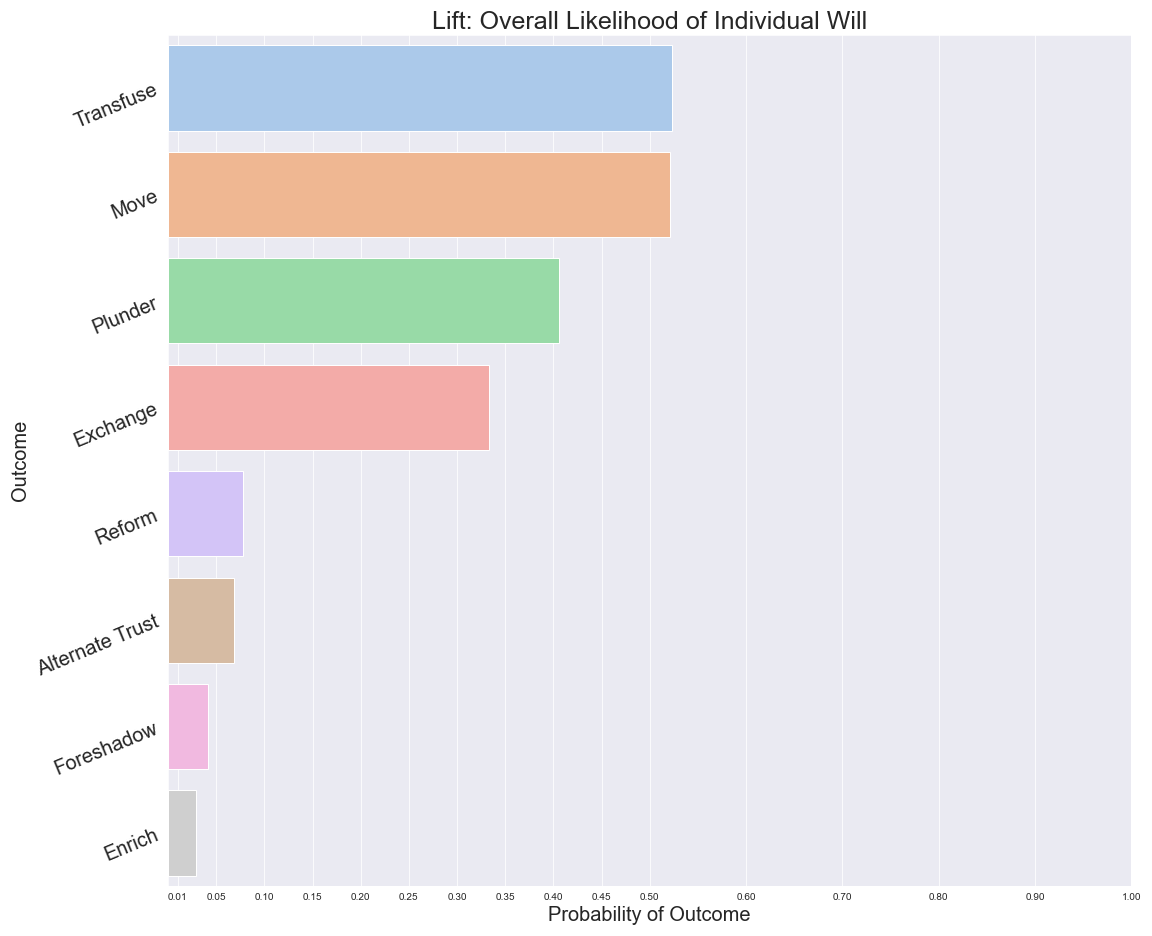 Lift: Overall Likelihood of Individual Will
Outcome
Transfuse
Move
Plunder
Exchange
Reform
Alternate Trust
Foreshadow
Enrich
0.01 0.05 0.10 0.15 0.20 0.25 0.30 0.35 0.40 0.45 0.50 0.60 0.70 0.80 0.90 1.00
Probability of Outcome